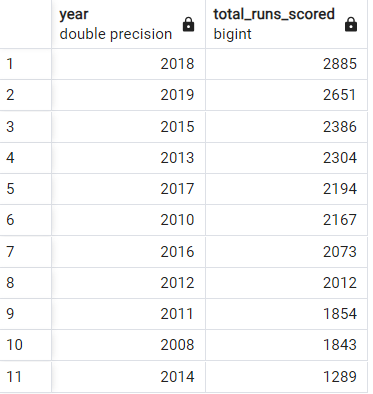 year total_runs_scored
double precision bigint
1 2018 2885
2 2019 2651
3 2015 2386
4 2013 2304
5 2017 2194
6 2010 2167
7 2016 2073
8 2012 2012
9 2011 1854
10 2008 1843
11 2014 1289